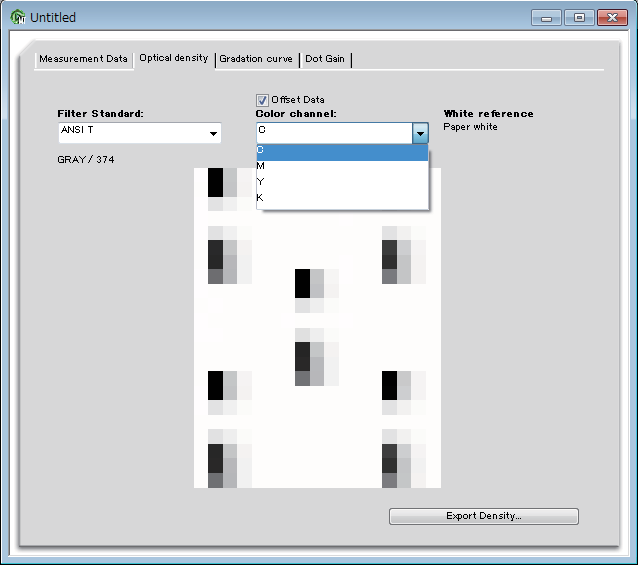 Untitled
Measurement Data
Optical density
Gradation curve
Dot Gain
Offset Data
Filter Standard:
Color channel:
White reference
ANSI T
C
Paper white
GRAY / 374
C
M
Y
K
Export Density...